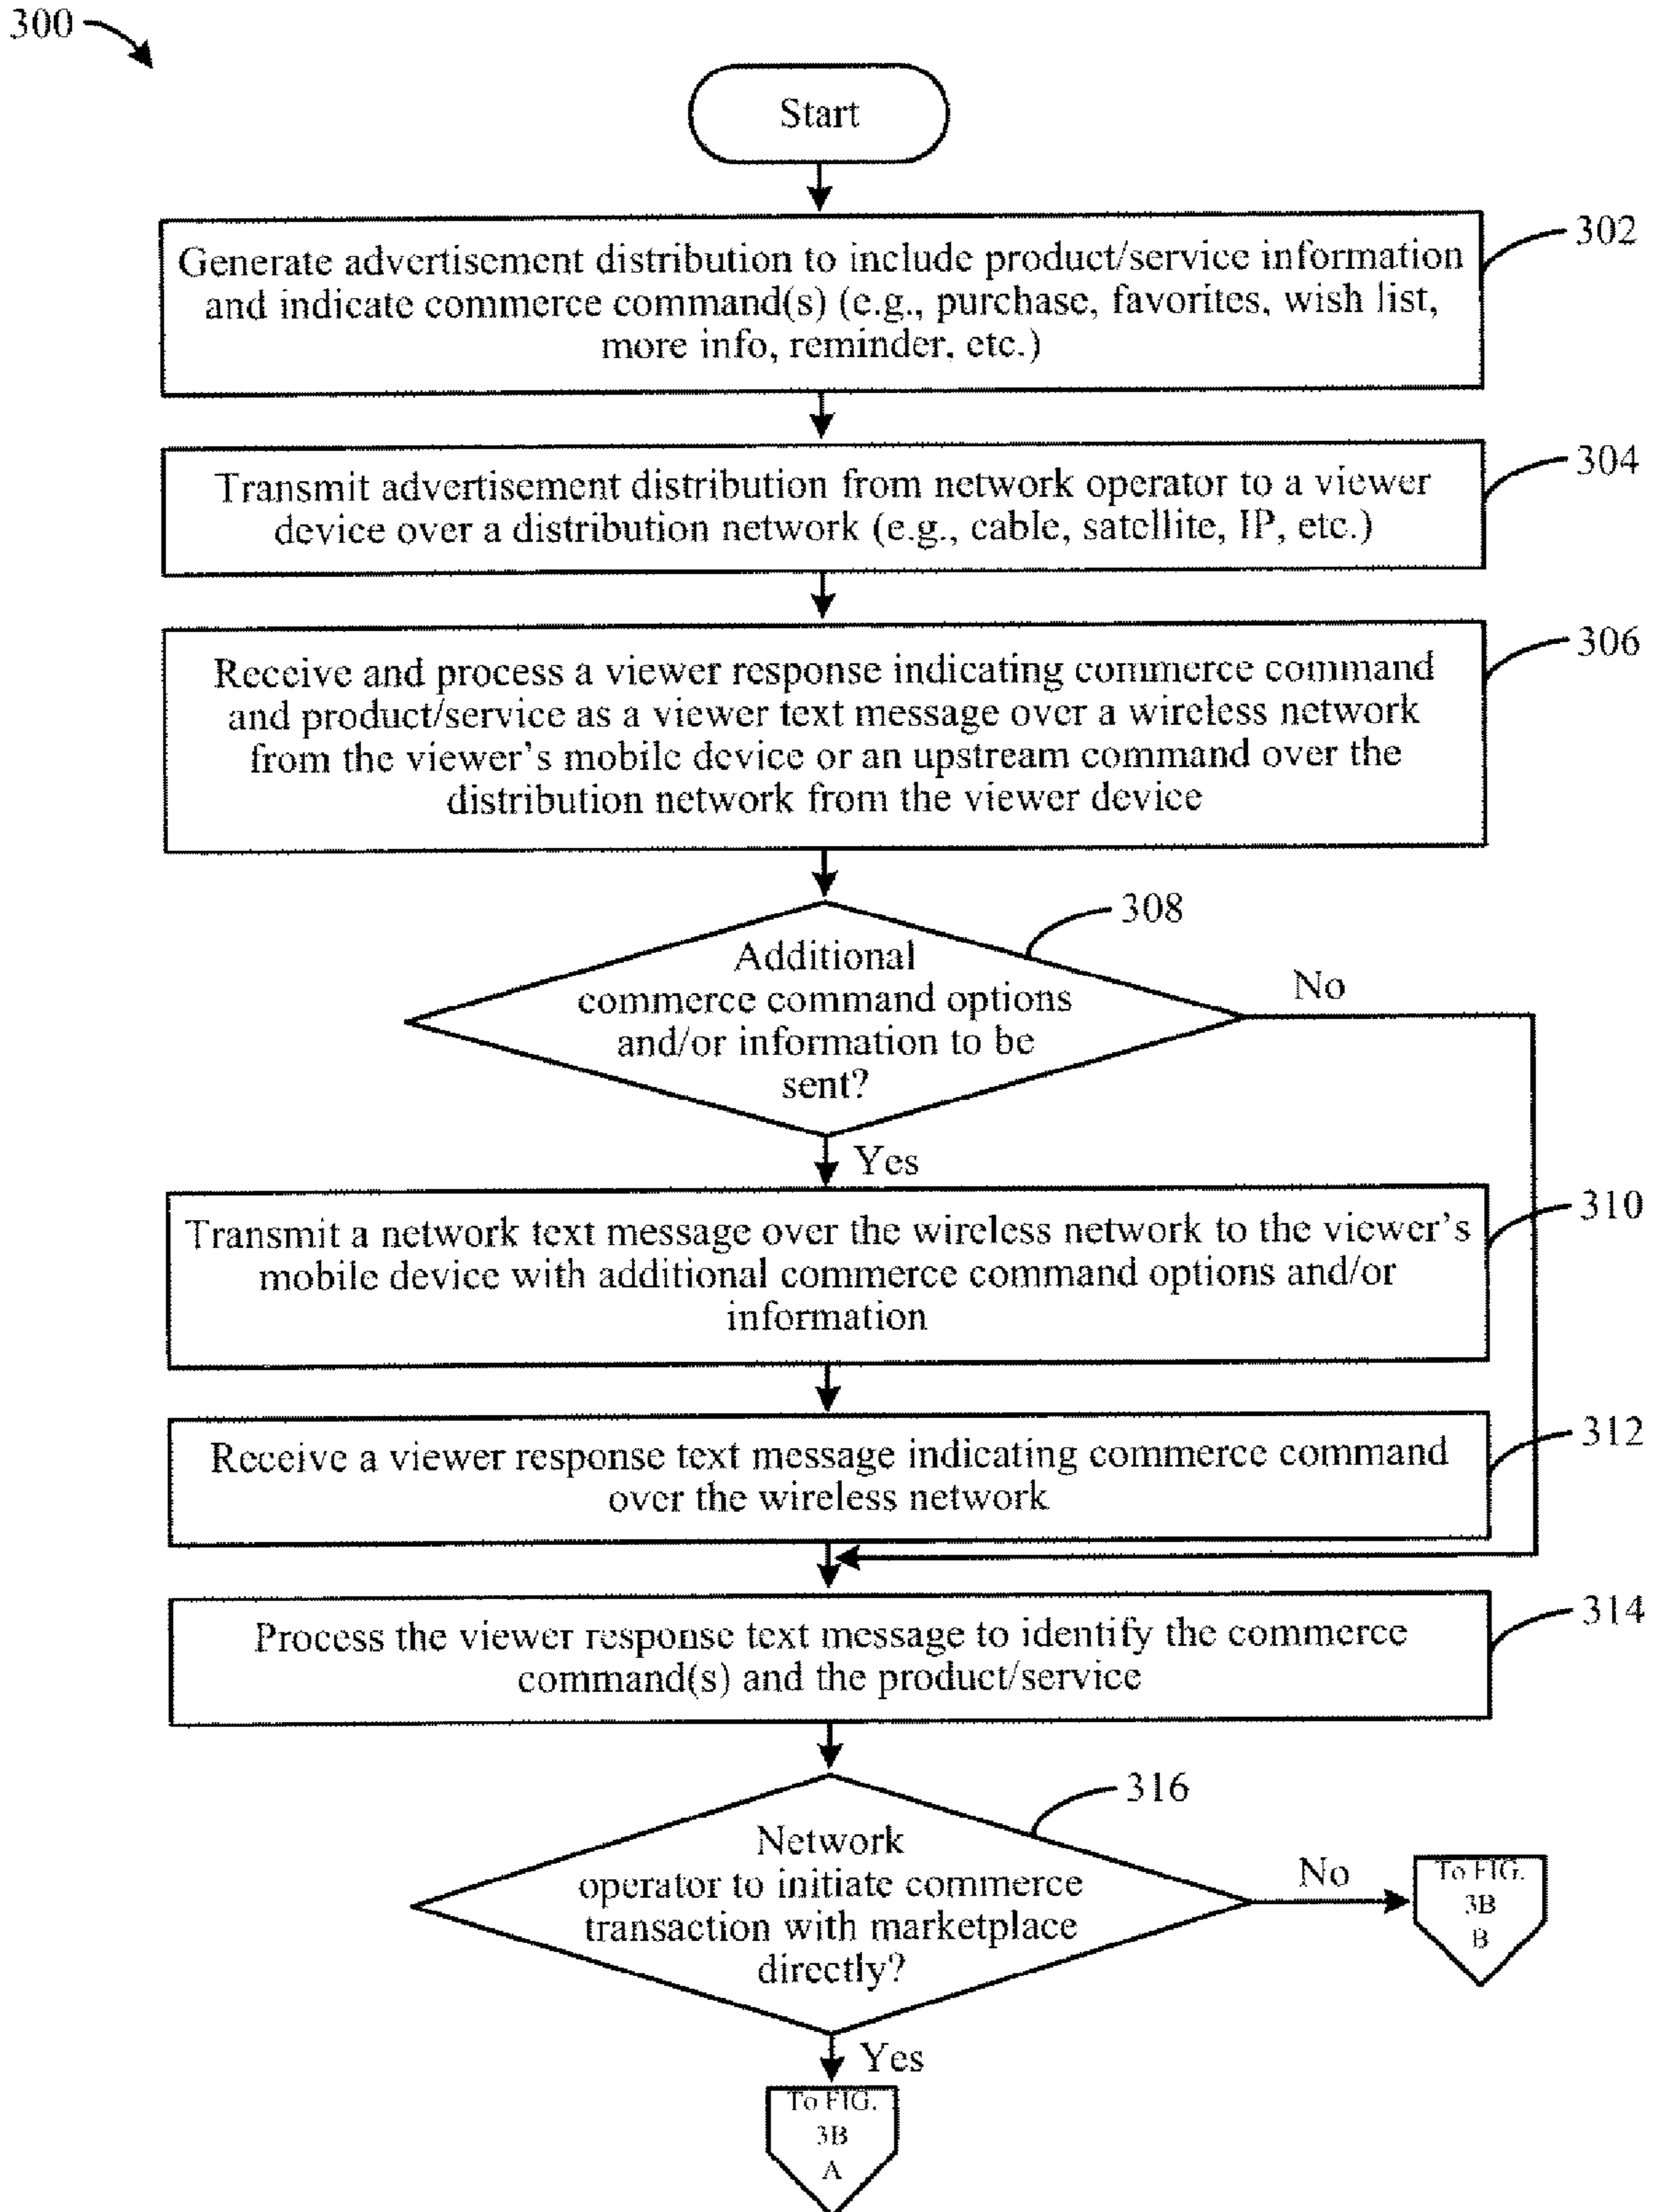 300
Start
302
Generate advertisement distribution to include product/service information
and indicate commerce command(s) (e.g., purchase, favorites, wish list,
more info, reminder, etc.)
304
Transmit advertisement distribution from network operator to a viewer
device over a distribution network (e.g., cable, satellite, IP, etc.)
306
Receive and process a viewer response indicating commerce command
and product/service as a viewer text message over a wireless network
from the viewer's mobile device or an upstream command over the
distribution network from the viewer device
308
Additional
commerce command options
and/or information to be
sent?
No
Yes
310
Transmit a network text message over the wireless network to the viewer's
mobile device with additional commerce command options and/or
information
312
Receive a viewer response text message indicating commerce command
over the wireless network
314
Process the viewer response text message to identify the commerce
command(s) and the product/service
316
Network
operator to initiate commerce
transaction with marketplace
directly?
No
To FIG.
3B
B
Yes
To FIG.
3B
A